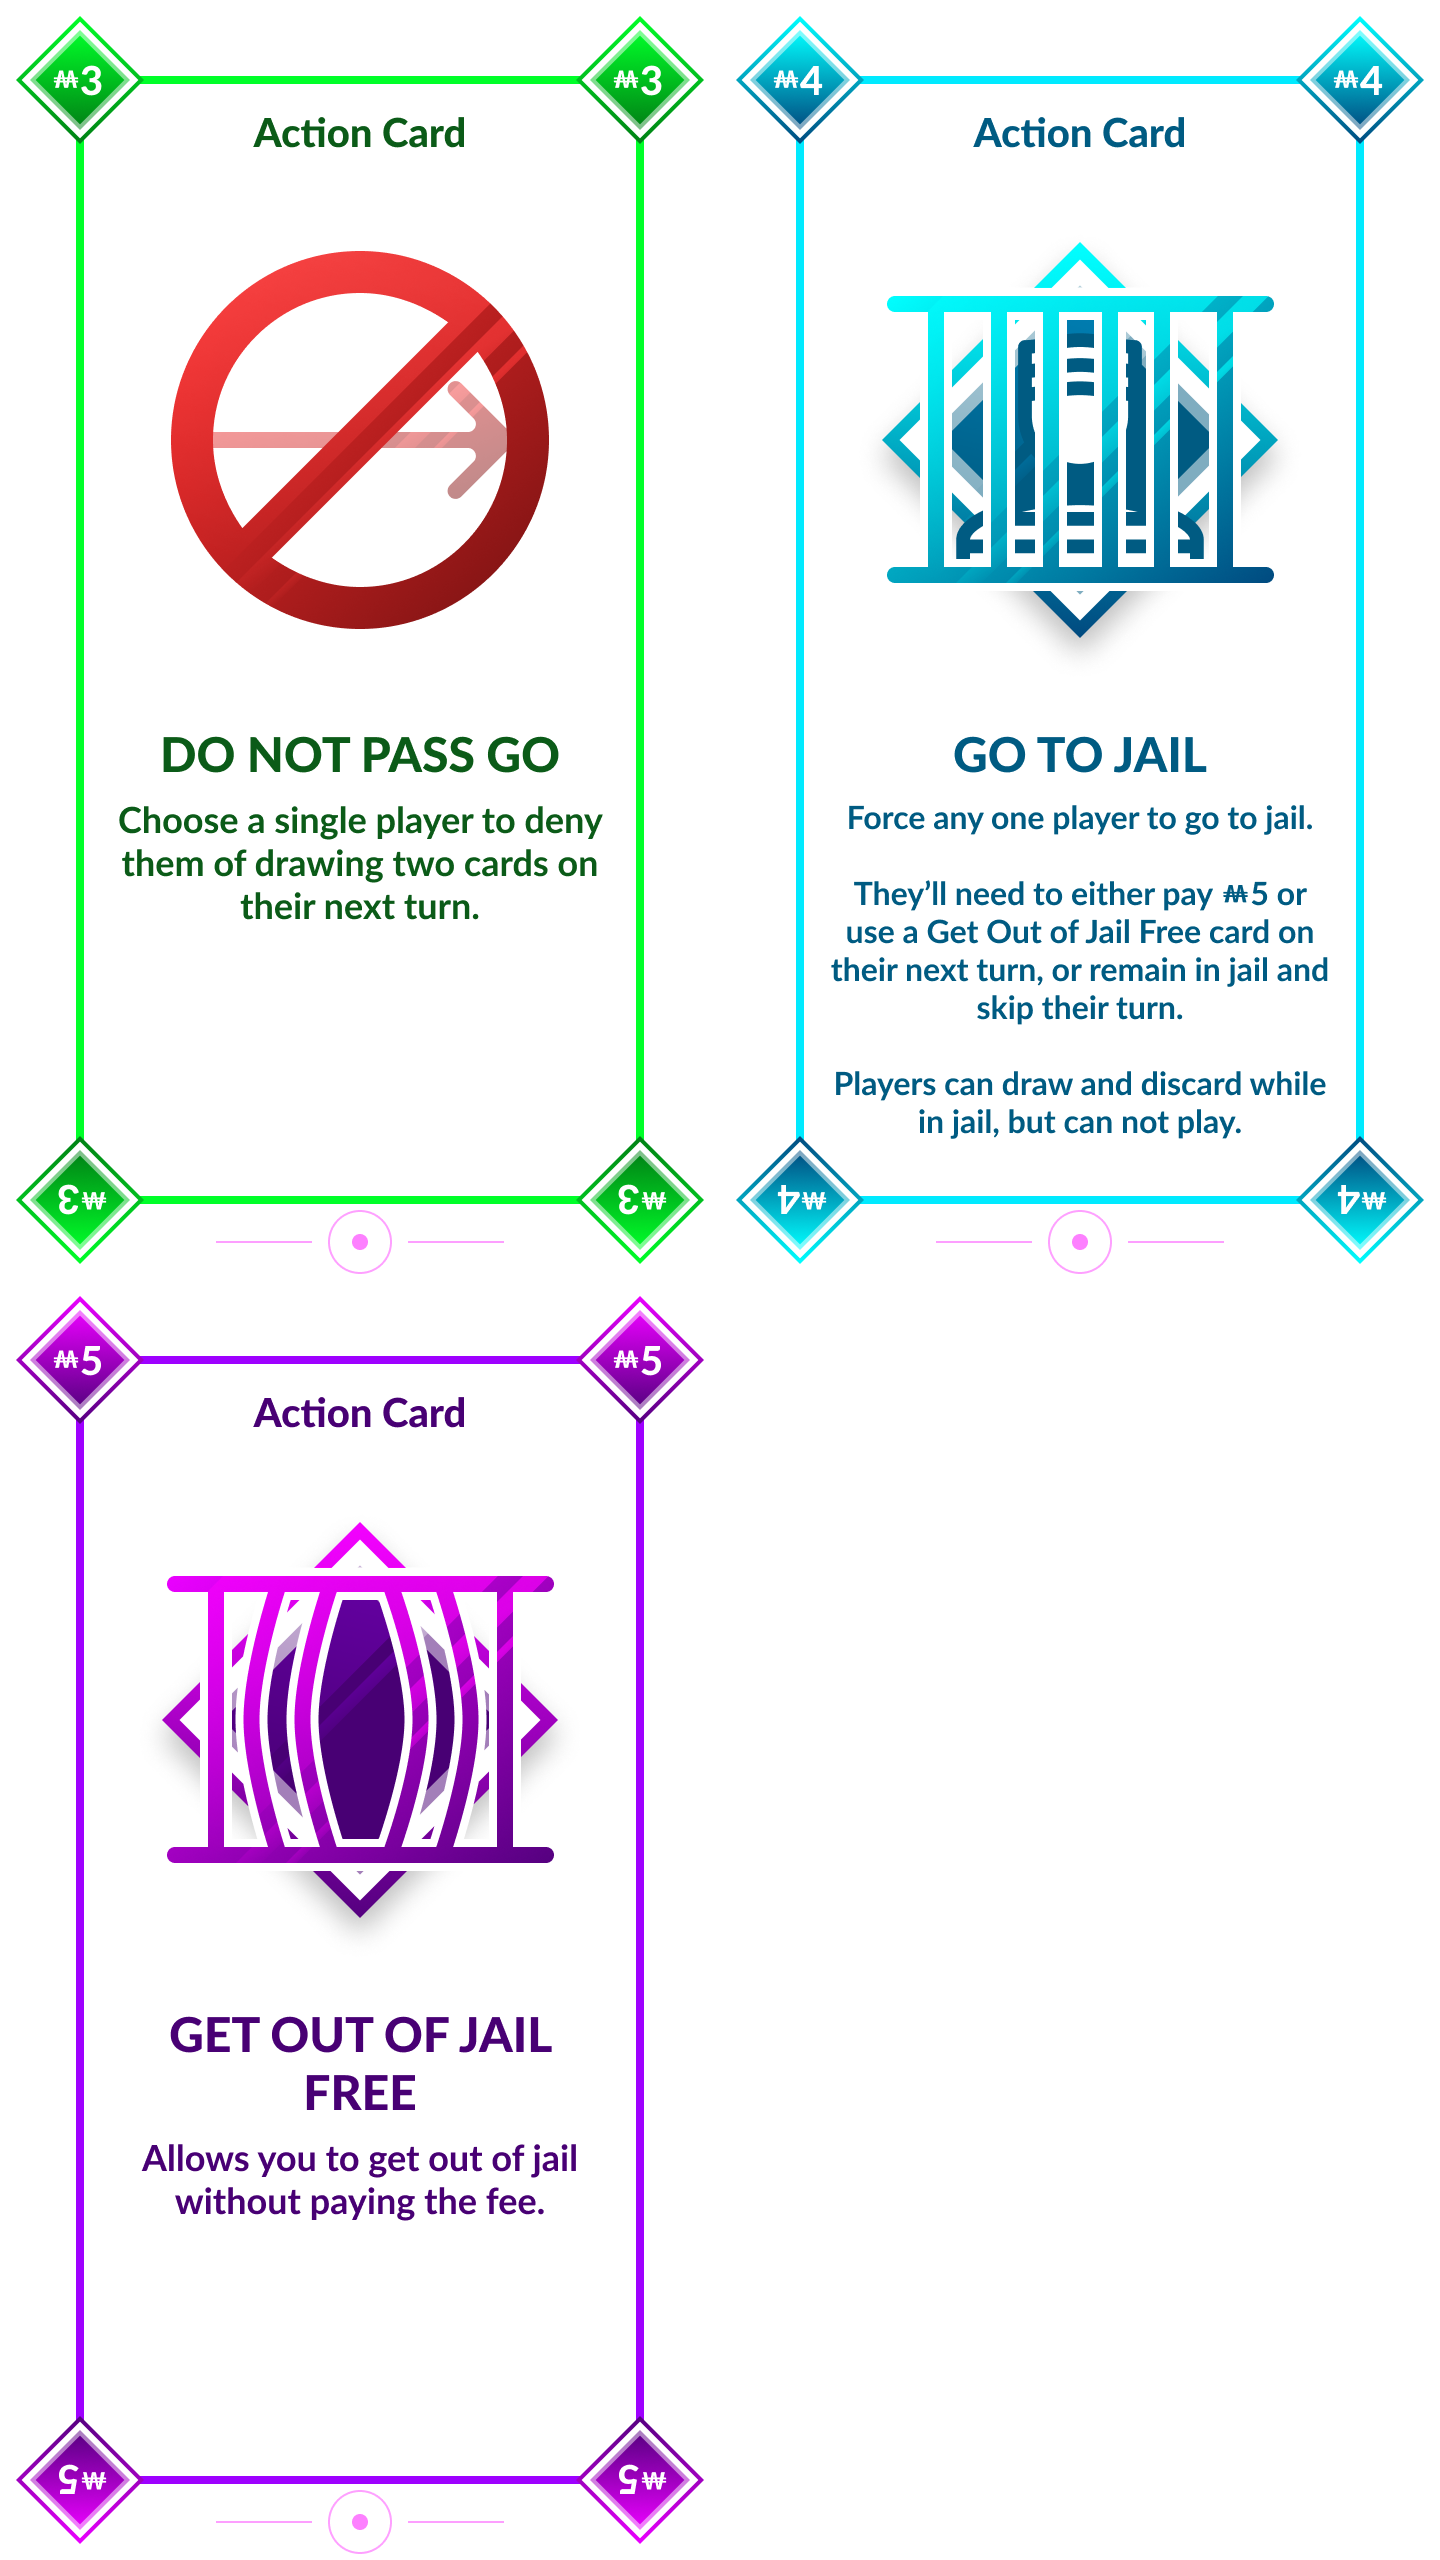 ₩3
₩3
Action Card
DO NOT PASS GO
Choose a single player to deny
them of drawing two cards on
their next turn.
₩3
₩3
₩4
₩4
Action Card
GO TO JAIL
Force any one player to go to jail.
They’ll need to either pay ₩5 or
use a Get Out of Jail Free card on
their next turn, or remain in jail and
skip their turn.
Players can draw and discard while
in jail, but can not play.
₩4
₩4
₩5
₩5
Action Card
GET OUT OF JAIL
FREE
Allows you to get out of jail
without paying the fee.
₩5
₩5